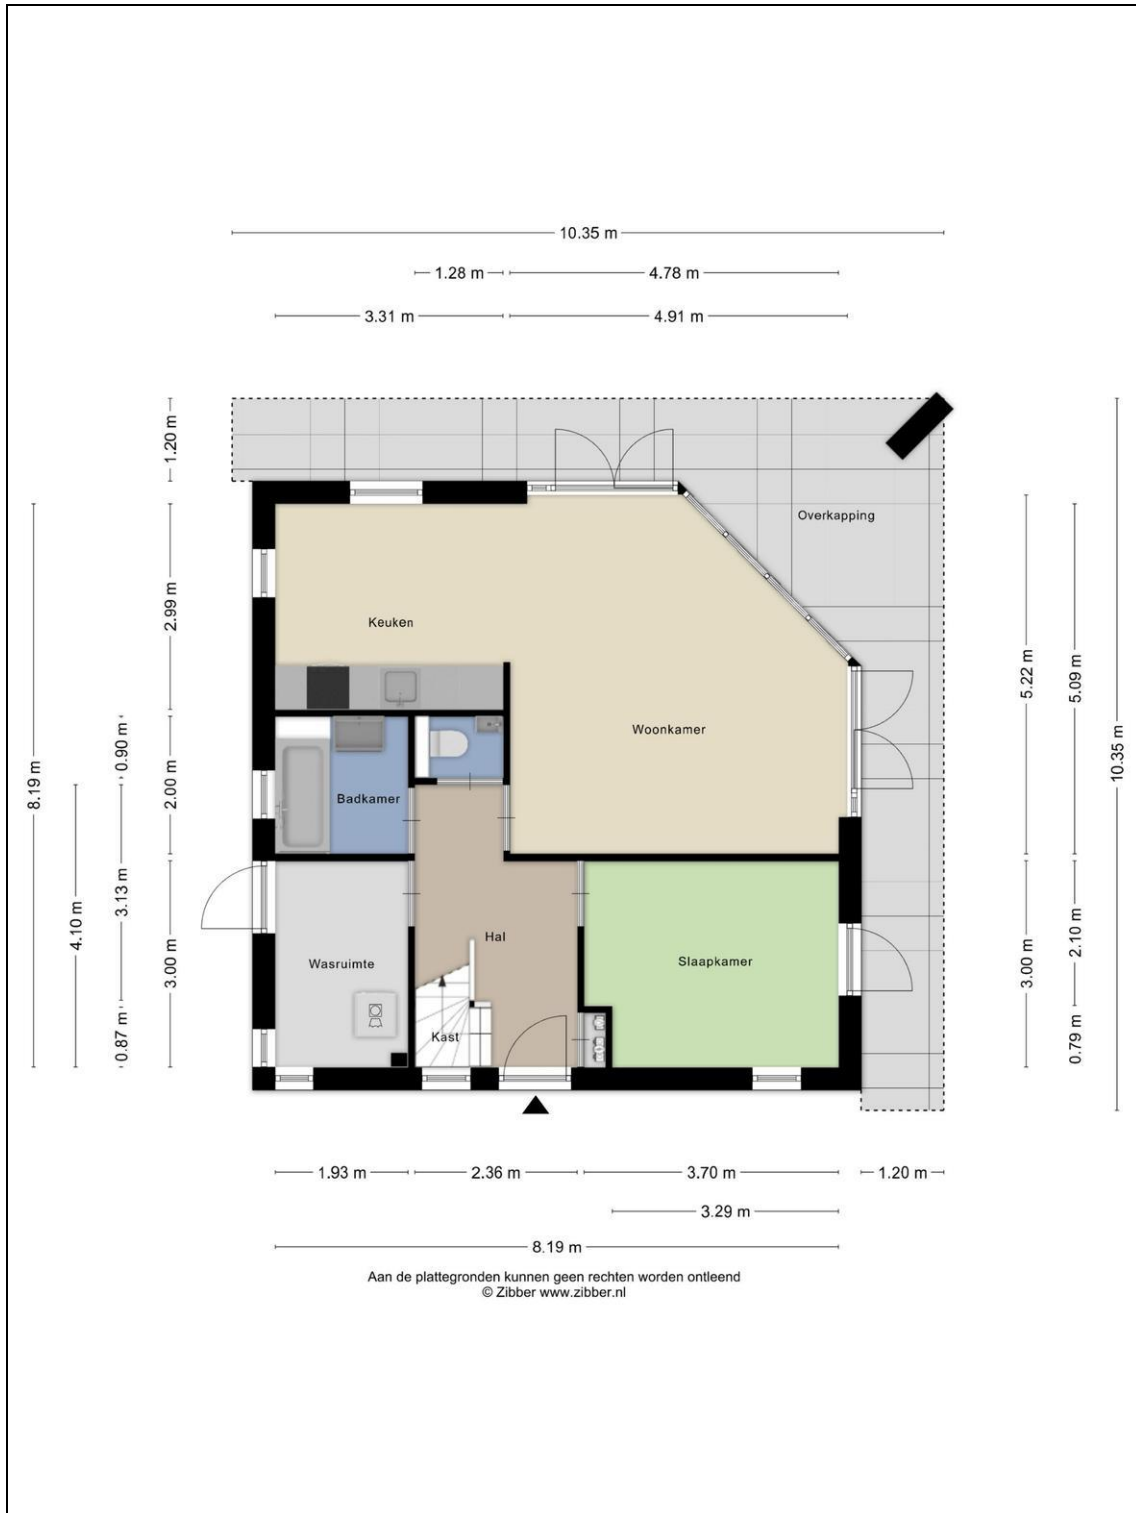 10.35 m
1.28 m
4.78 m
3.31 m
4.91 m
1.20 m
2.99 m
2.00 m
3.00 m
0.90 m
3.13 m
0.87 m
4.10 m
8.19 m
Overkapping
Keuken
Woonkamer
Badkamer
Hal
Wasruimte
Slaapkamer
Kast
5.22 m
3.00 m
5.09 m
2.10 m
0.79 m
10.35 m
1.93 m
2.36 m
3.70 m
1.20 m
3.29 m
8.19 m
Aan de plattegronden kunnen geen rechten worden ontleend
© Zibber www.zibber.nl